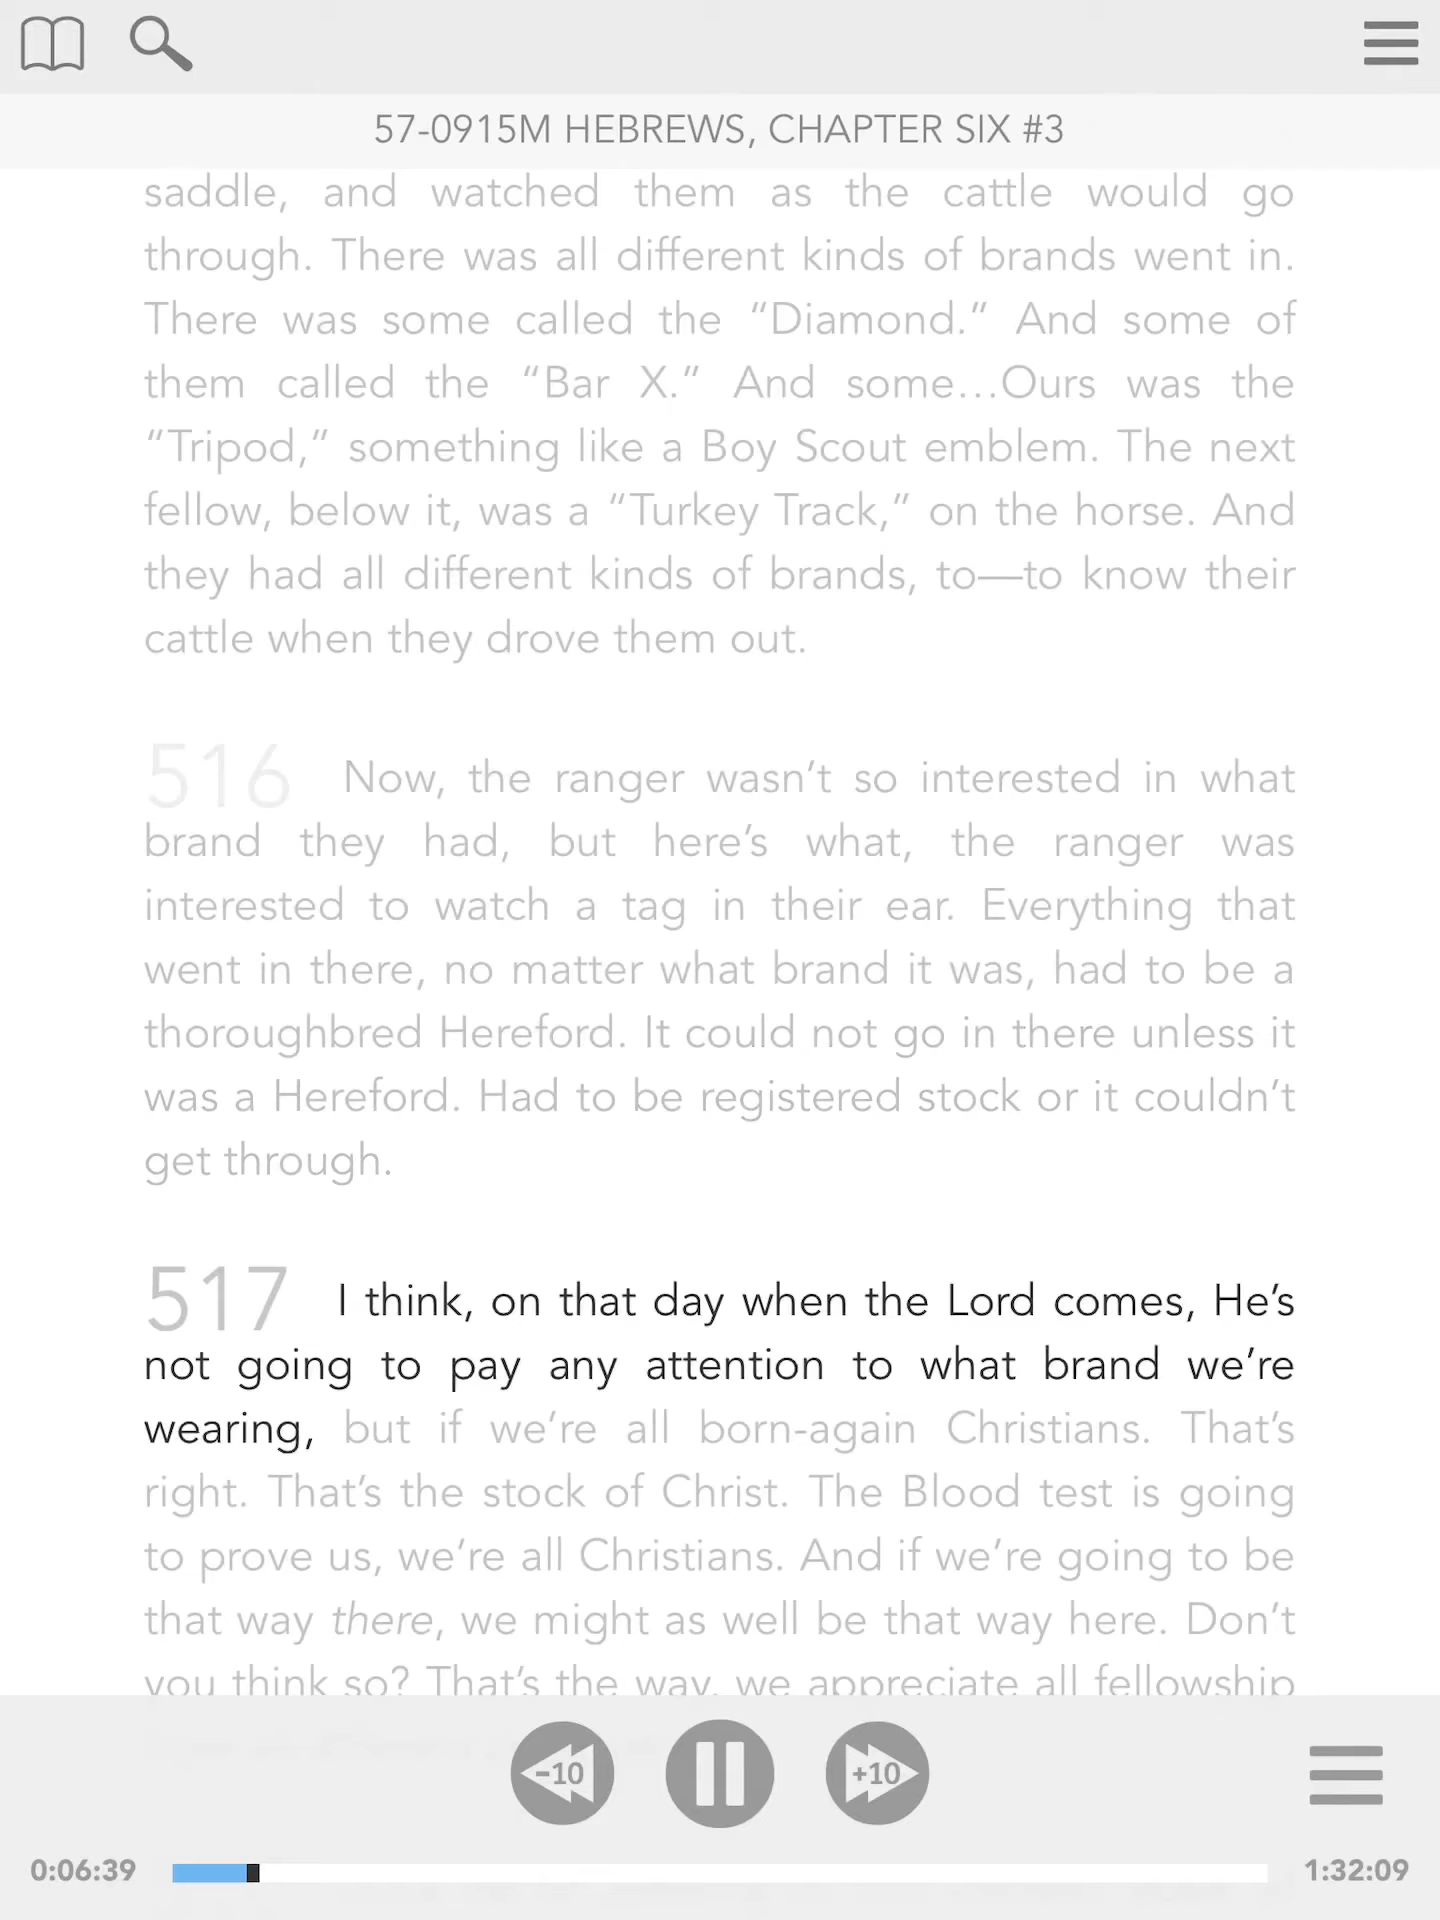 57-0915M HEBREWS, CHAPTER SIX #3
saddle, and watched them as the cattle would go
through. There was all different kinds of brands went in.
There was some called the “Diamond.” And some of
them called the “Bar X.” And some…Ours was the
“Tripod,” something like a Boy Scout emblem. The next
fellow, below it, was a “Turkey Track,” on the horse. And
they had all different kinds of brands, to—to know their
cattle when they drove them out.
516 Now, the ranger wasn’t so interested in what
brand they had, but here’s what, the ranger was
interested to watch a tag in their ear. Everything that
went in there, no matter what brand it was, had to be a
thoroughbred Hereford. It could not go in there unless it
was a Hereford. Had to be registered stock or it couldn’t
get through.
517 I think, on that day when the Lord comes, He’s
not going to pay any attention to what brand we’re
wearing, but if we’re all born-again Christians. That’s
right. That’s the stock of Christ. The Blood test is going
to prove us, we’re all Christians. And if we’re going to be
that way there, we might as well be that way here. Don’t
you think so? That’s the way, we appreciate all fellowship
-10 +10
0:06:39 1:32:09